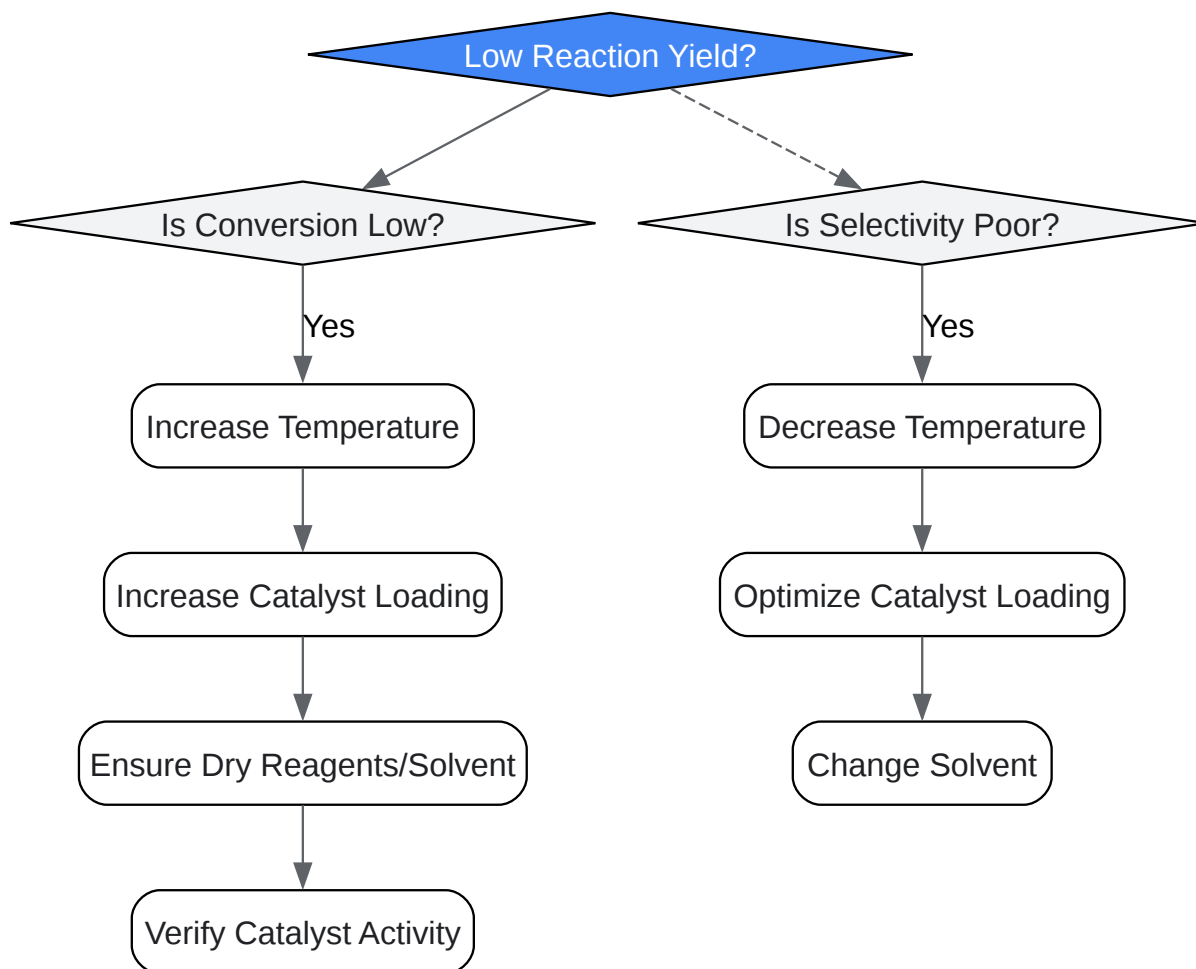 Low Reaction Yield?
Is Conversion Low?
Is Selectivity Poor?
Yes
Yes
Increase Temperature
Decrease Temperature
Increase Catalyst Loading
Optimize Catalyst Loading
Ensure Dry Reagents/Solvent
Change Solvent
Verify Catalyst Activity